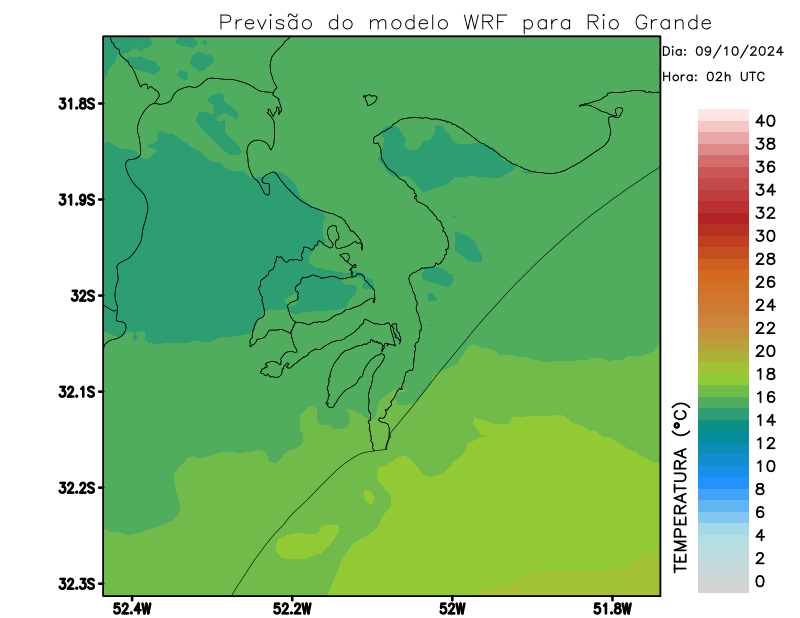 Previsão do modelo WRF para Rio Grande
Dia: 09/10/2024
Hora: 02h UTC
31.8S
31.9S
32S
32.1S
32.2S
32.3S
52.4W
52.2W
52W
51.8W
TEMPERATURA (°C)
40
38
36
34
32
30
28
26
24
22
20
18
16
14
12
10
8
6
4
2
0